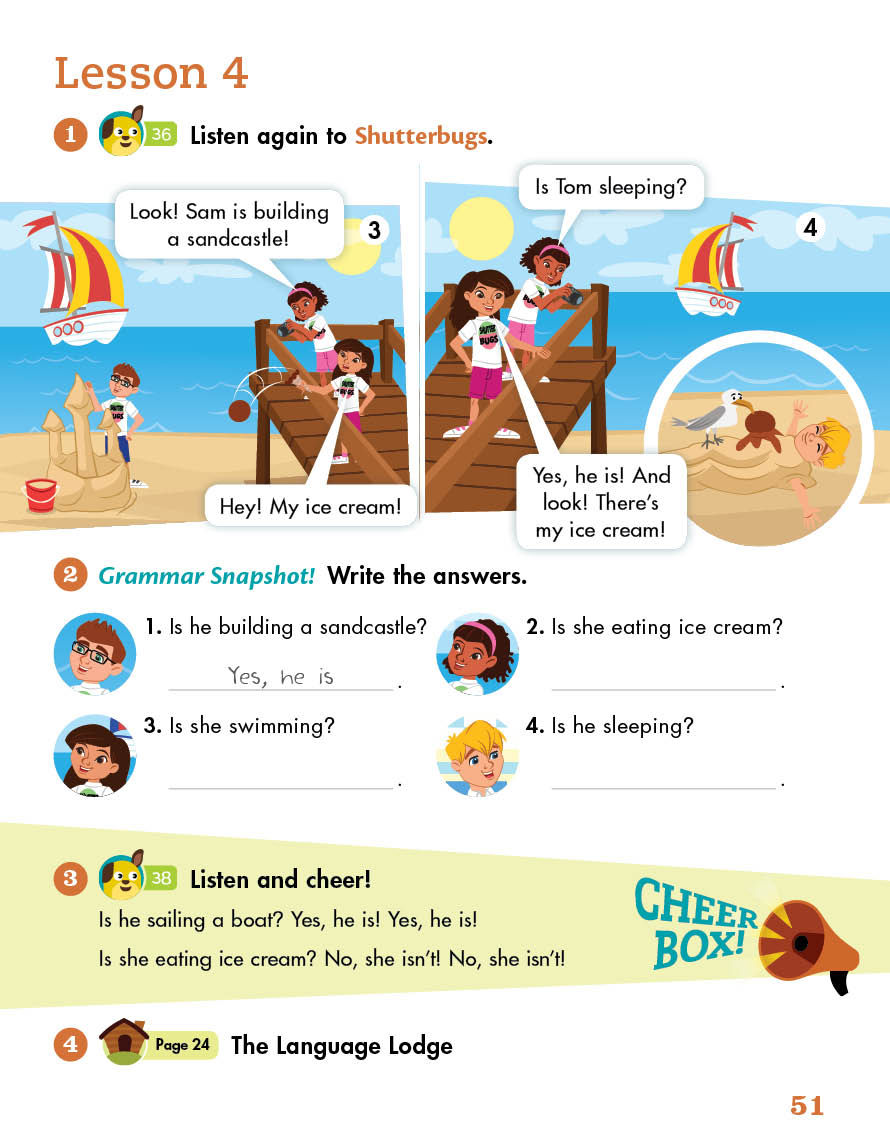 Lesson 4
1 36 Listen again to Shutterbugs.
Look! Sam is building
a sandcastle!
3
Is Tom sleeping?
4
SHUTTER
BUGS
Hey! My ice cream!
Yes, he is! And
look! There's
my ice cream!
2 Grammar Snapshot! Write the answers.
1. Is he building a sandcastle?
Yes, he is .
2. Is she eating ice cream?
.
3. Is she swimming?
.
4. Is he sleeping?
.
3 38 Listen and cheer!
Is he sailing a boat? Yes, he is! Yes, he is!
Is she eating ice cream? No, she isn't! No, she isn't!
CHEER
BOX!
4 Page 24 The Language Lodge
51